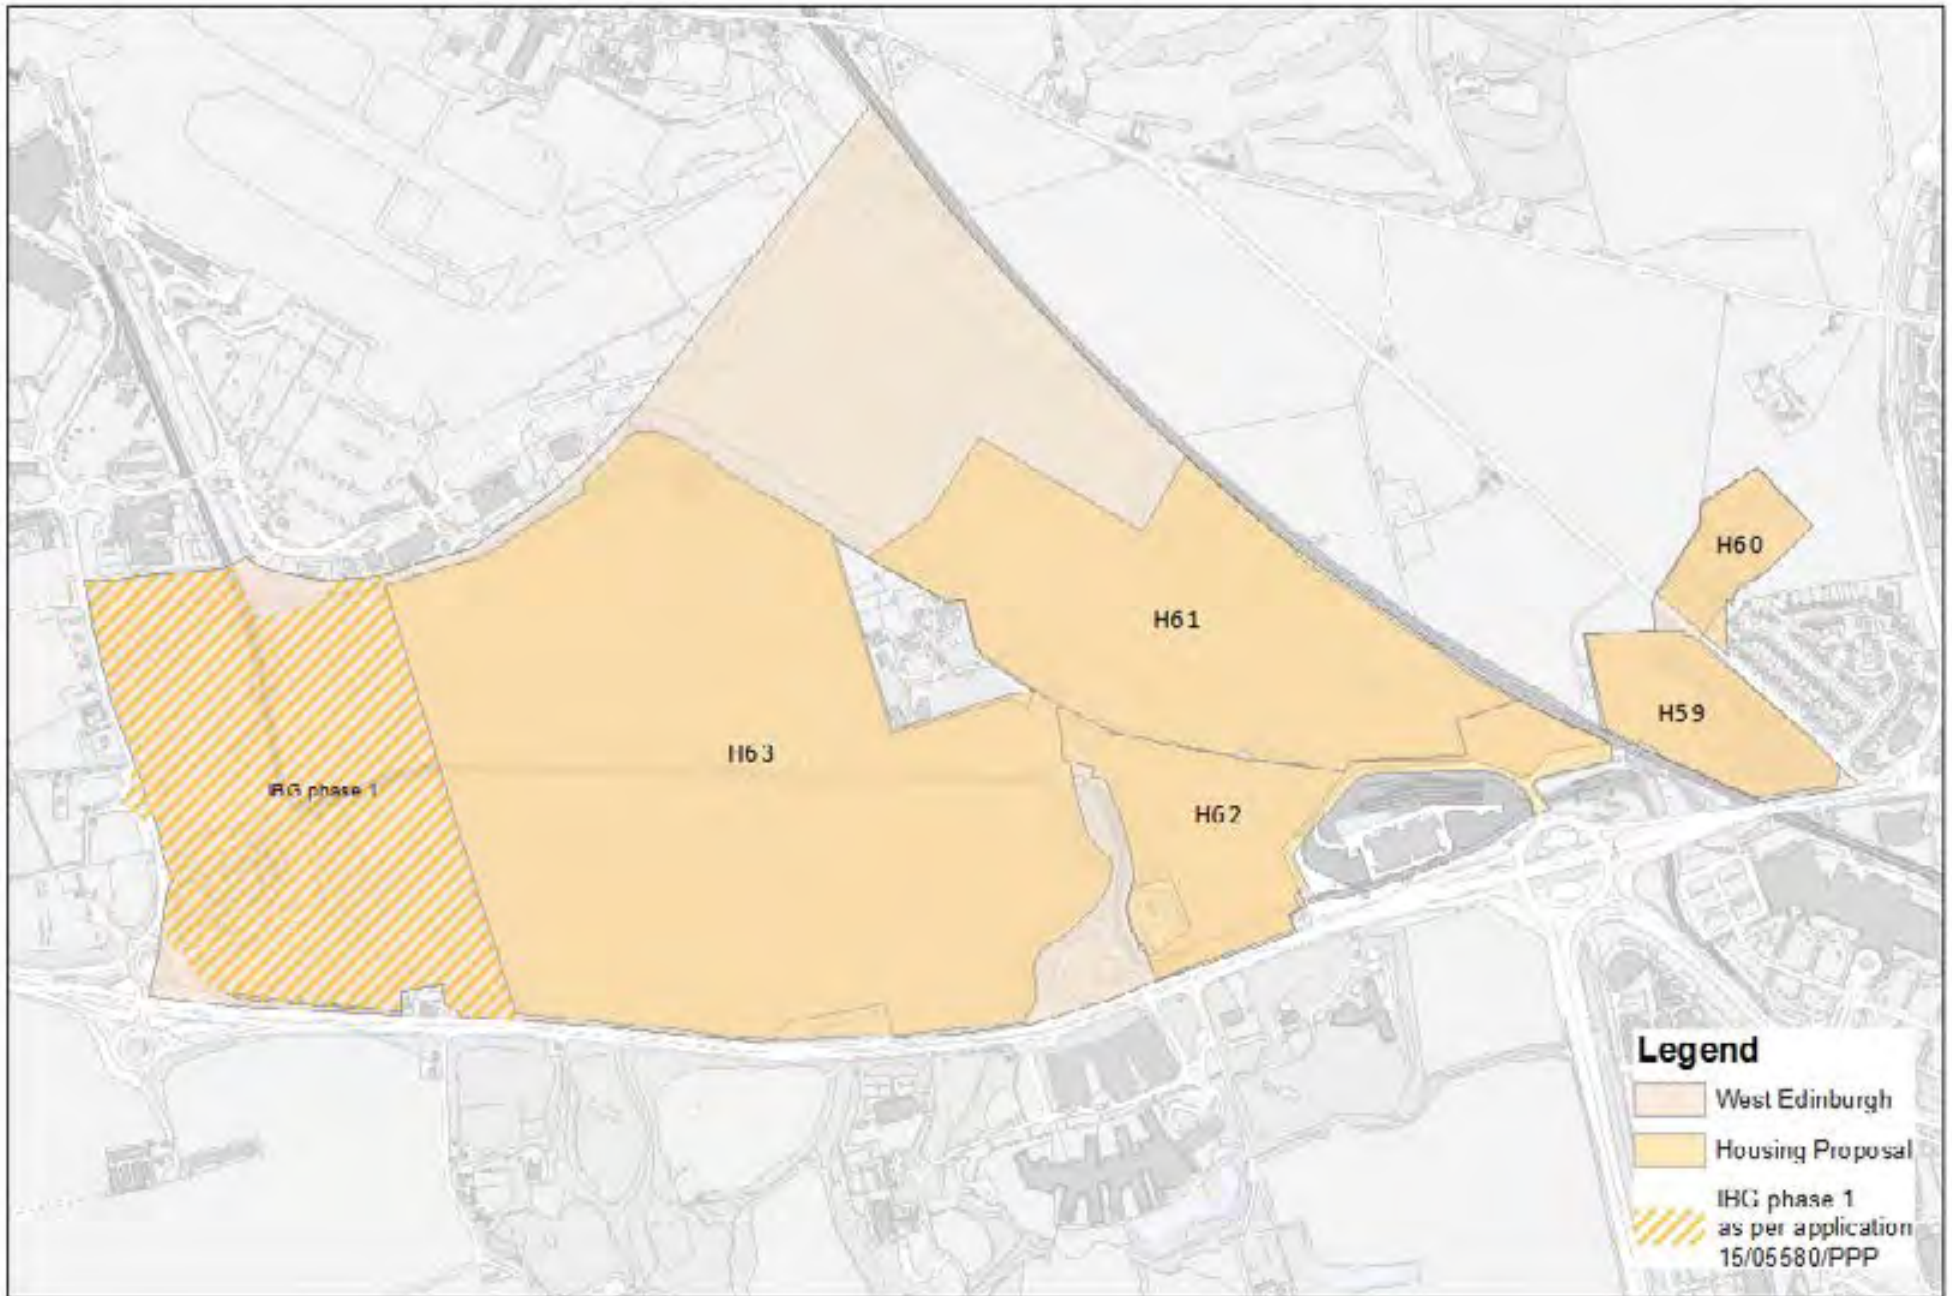 H60
H61
H59
H63
IBG phase 1
H62
Legend
West Edinburgh
Housing Proposal
IBG phase 1
as per application
15/05580/PPP